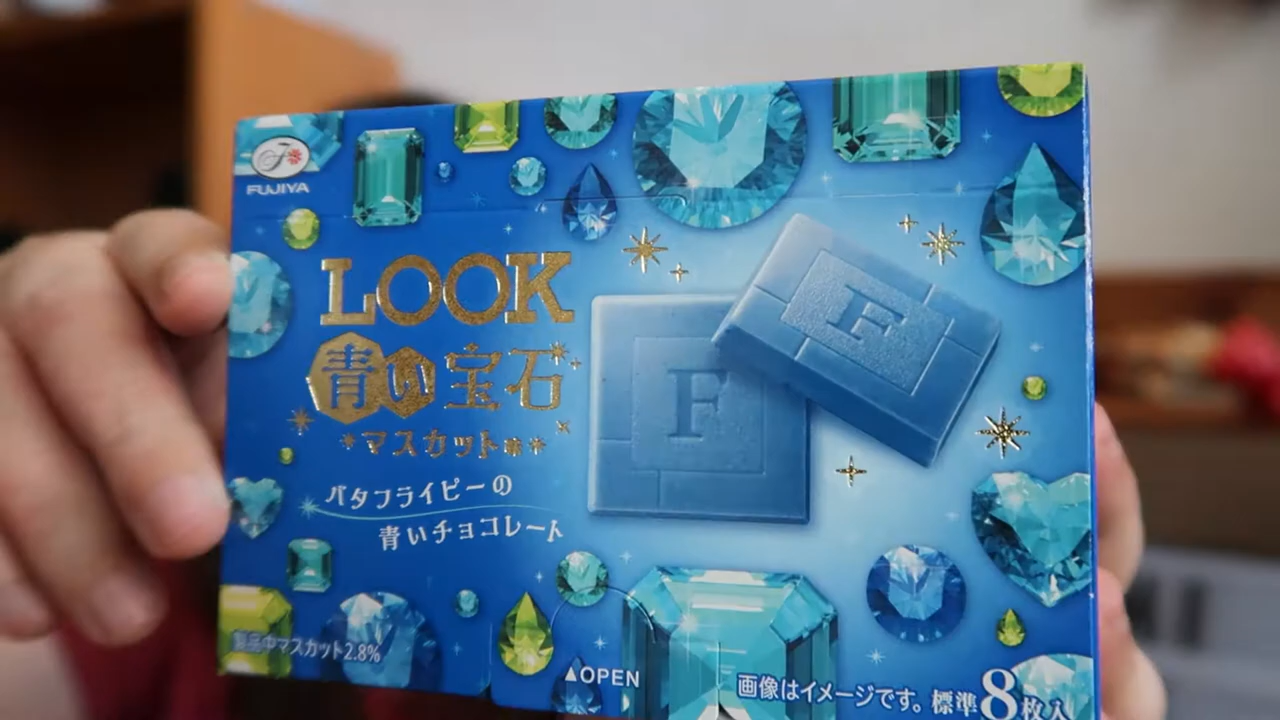 FUJIYA
LOOK
青い宝石
マスカット味
バタフライピーの
青いチョコレート
F
F
製品中マスカット2.8%
▲OPEN
画像はイメージです。標準8枚入